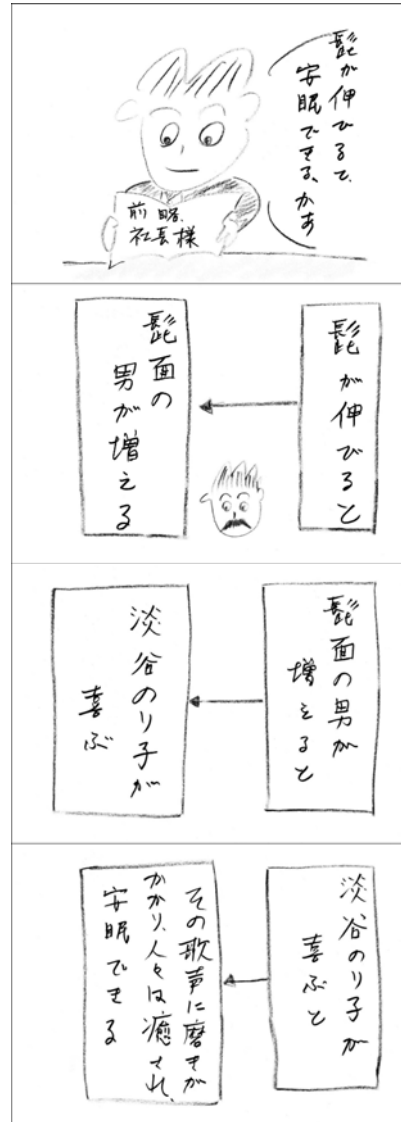 髭が伸びるで、
安眠できる、かあ
前略、
社長様
髭が伸びると
髭面の
男が増える
髭面の男が
増えると
淡谷のり子が
喜ぶ
淡谷のり子が
喜ぶと
その歌声に磨きが
かかり、人々は癒され、
安眠できる